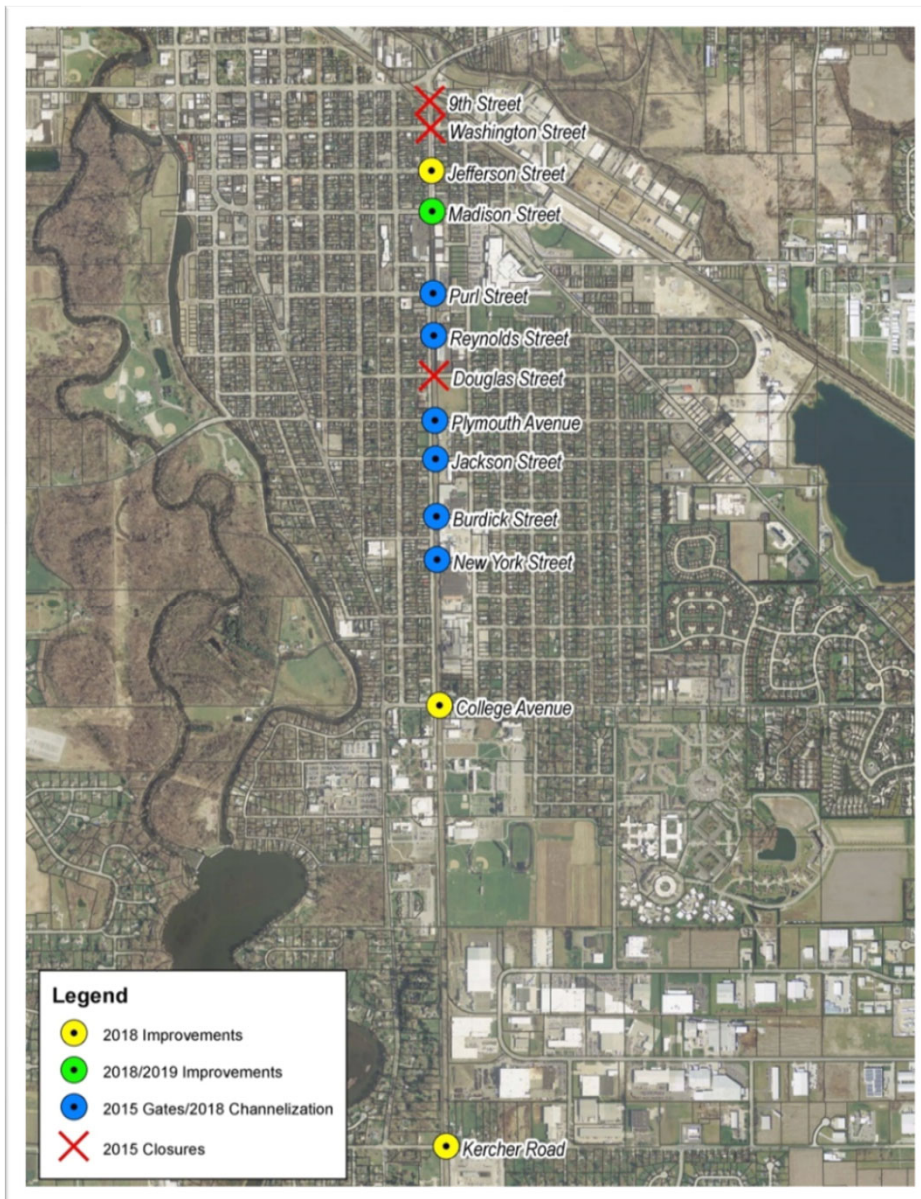 9th Street
Washington Street
Jefferson Street
Madison Street
Purl Street
Reynolds Street
Douglas Street
Plymouth Avenue
Jackson Street
Burdick Street
New York Street
College Avenue
Legend
2018 Improvements
2018/2019 Improvements
2015 Gates/2018 Channelization
2015 Closures
Kercher Road